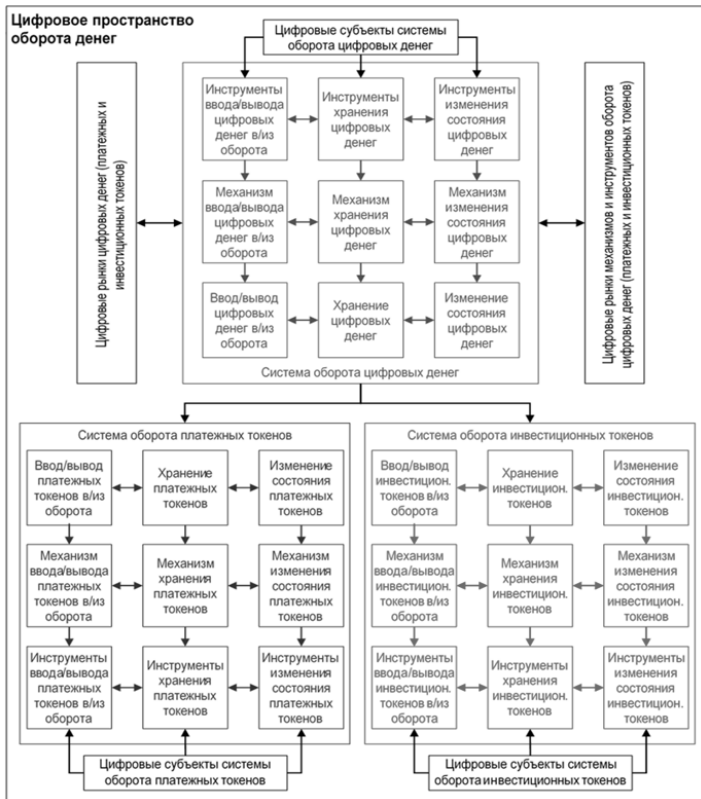 Цифровое пространство
оборота денег
Цифровые субъекты системы
оборота цифровых денег
Цифровые рынки цифровых денег (платежных и
инвестиционных токенов)
Инструменты
ввода/вывода
цифровых
денег в/из
оборота
Инструменты
хранения
цифровых
денег
Инструменты
изменения
состояния
цифровых
денег
Механизм
ввода/вывода
цифровых
денег в/из
оборота
Механизм
хранения
цифровых
денег
Механизм
изменения
состояния
цифровых
денег
Ввод/вывод
цифровых
денег в/из
оборота
Хранение
цифровых
денег
Изменение
состояния
цифровых
денег
Система оборота цифровых денег
Цифровые рынки механизмов и инструментов оборота
цифровых денег (платежных и инвестиционных токенов)
Система оборота платежных токенов
Ввод/вывод
платежных
токенов в/из
оборота
Хранение
платежных
токенов
Изменение
состояния
платежных
токенов
Механизм
ввода/вывода
платежных
токенов в/из
оборота
Механизм
хранения
платежных
токенов
Механизм
изменения
состояния
платежных
токенов
Инструменты
ввода/вывода
платежных
токенов в/из
оборота
Инструменты
хранения
платежных
токенов
Инструменты
изменения
состояния
платежных
токенов
Цифровые субъекты системы
оборота платежных токенов
Система оборота инвестиционных токенов
Ввод/вывод
инвестицион.
токенов в/из
оборота
Хранение
инвестицион.
токенов
Изменение
состояния
инвестицион.
токенов
Механизм
ввода/вывода
инвестицион.
токенов в/из
оборота
Механизм
хранения
инвестицион.
токенов
Механизм
изменения
состояния
инвестицион.
токенов
Инструменты
ввода/вывода
инвестицион.
токенов в/из
оборота
Инструменты
хранения
инвестицион.
токенов
Инструменты
изменения
состояния
инвестицион.
токенов
Цифровые субъекты системы
оборота инвестиционных токенов